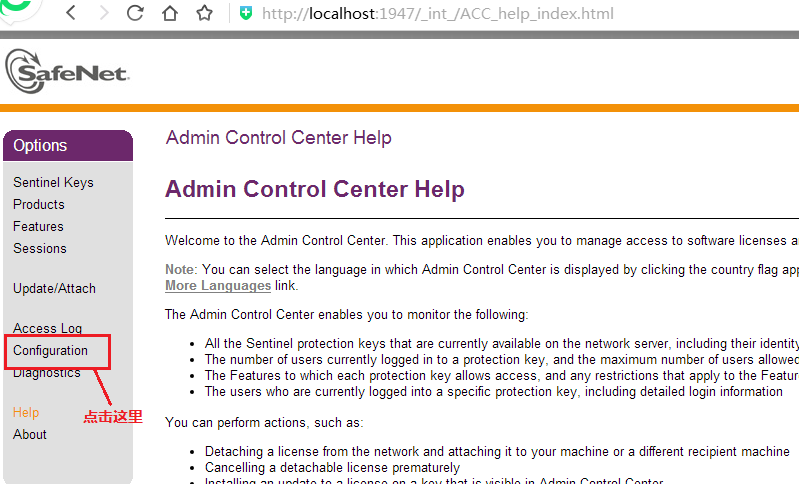 http://localhost:1947/_int_/ACC_help_index.html
SafeNet.
Options
Sentinel Keys
Products
Features
Sessions
Update/Attach
Access Log
Configuration
Diagnostics
点击这里
Help
About
Admin Control Center Help
Admin Control Center Help
Welcome to the Admin Control Center. This application enables you to manage access to software licenses
Note: You can select the language in which Admin Control Center is displayed by clicking the country flag
More Languages link.
The Admin Control Center enables you to monitor the following:
• All the Sentinel protection keys that are currently available on the network server, including their identity
• The number of users currently logged in to a protection key, and the maximum number of users allowed
• The Features to which each protection key allows access, and any restrictions that apply to the
• The users who are currently logged into a specific protection key, including detailed login information
You can perform actions, such as:
• Detaching a license from the network and attaching it to your machine or a different recipient machine
• Cancelling a detachable license prematurely
• Installing an update to a license on a key that is visible in Admin Control Center